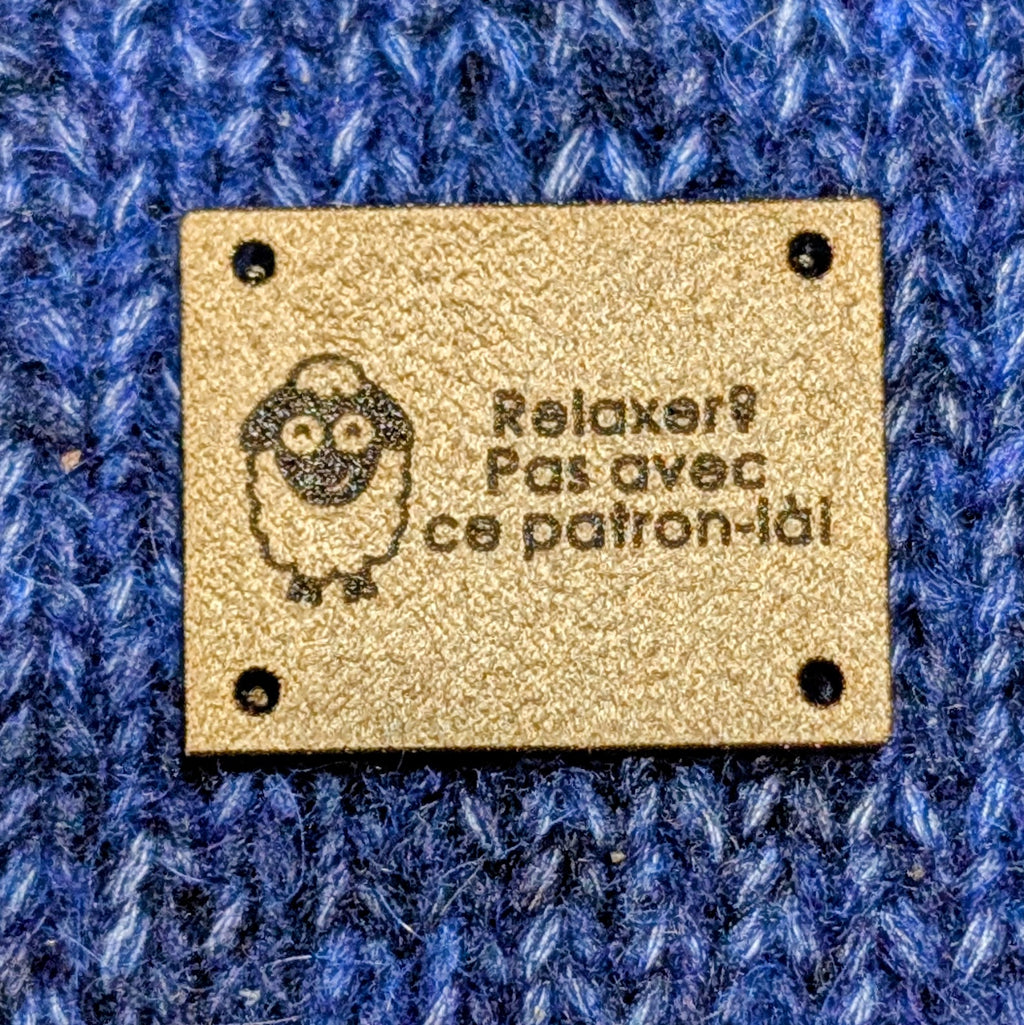 Relaxer?
Pas avec
ce patron-là!